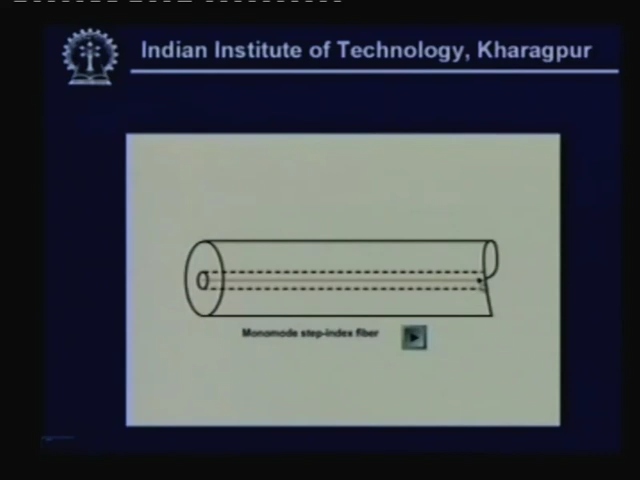 Indian Institute of Technology, Kharagpur
Monomode step-index fiber